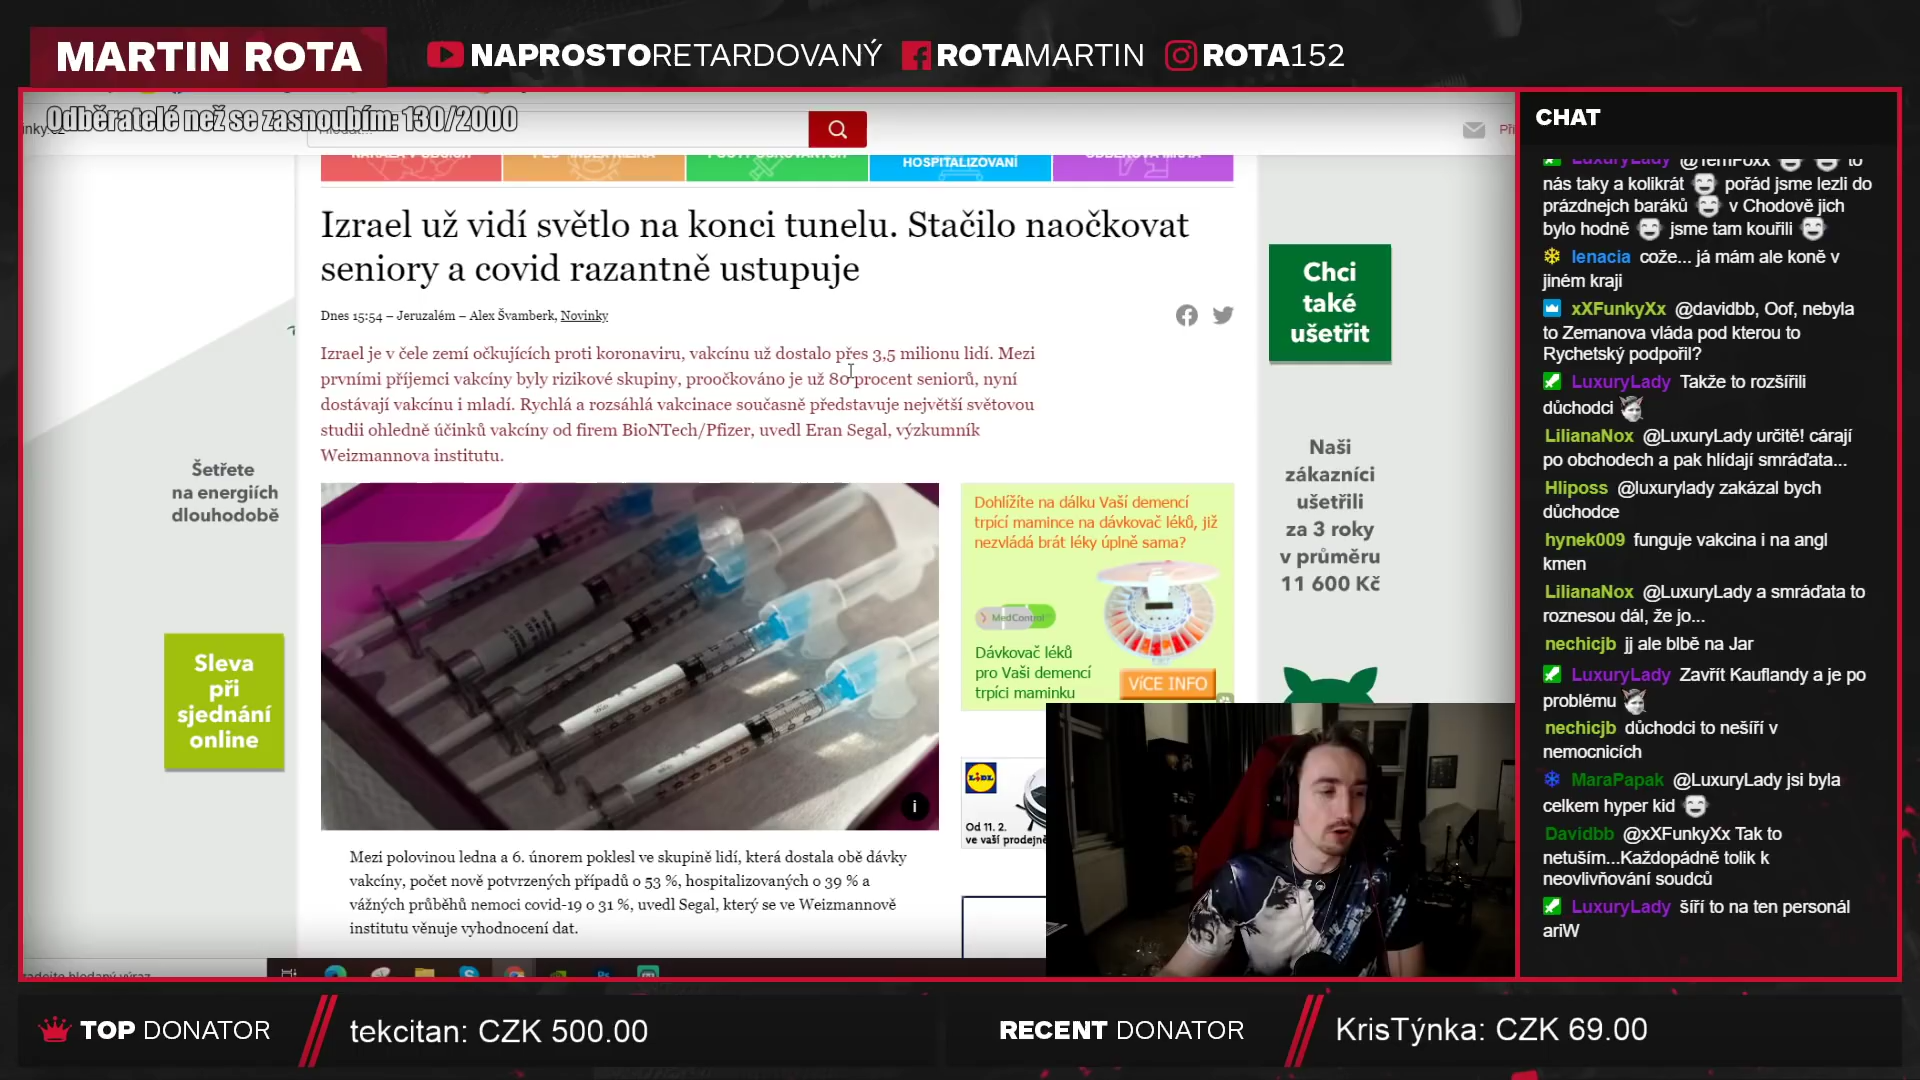 MARTIN ROTA
NAPROSTORETARDOVANÝ
ROTAMARTIN
ROTA152
Odběratelé než se zasnoubím: 130/2000
inky.cz
HOSPITALIZOVANÍ
Izrael už vidí světlo na konci tunelu. Stačilo naočkovat
seniory a covid razantně ustupuje
Dnes 15:54 – Jeruzalém – Alex Švamberk, Novinky
Izrael je v čele zemí očkujících proti koronaviru, vakcínu už dostalo přes 3,5 milionu lidí. Mezi
prvními příjemci vakcíny byly rizikové skupiny, proočkováno je už 80 procent seniorů, nyní
dostávají vakcínu i mladí. Rychlá a rozsáhlá vakcinace současně představuje největší světovou
studii ohledně účinků vakcíny od firem BioNTech/Pfizer, uvedl Eran Segal, výzkumník
Weizmannova institutu.
Mezi polovinou ledna a 6. únorem poklesl ve skupině lidí, která dostala obě dávky
vakcíny, počet nově potvrzených případů o 53 %, hospitalizovaných o 39 % a
vážných průběhů nemoci covid-19 o 31 %, uvedl Segal, který se ve Weizmannově
institutu věnuje vyhodnocení dat.
Šetřete
na energiích
dlouhodobě
Sleva
při
sjednání
online
Chci
také
ušetřit
Naši
zákazníci
ušetřili
za 3 roky
v průměru
11 600 Kč
Dohlížíte na dálku Vaší demencí
trpící mamince na dávkovač léků, již
nezvládá brát léky úplně sama?
MedControl
Dávkovač léků
pro Vaši demencí
trpíci maminku
VíCE INFO
LIDL
Od 11. 2.
ve vaší prodejně
CHAT
LuxuryLady @TemFoxx to
nás taky a kolikrát pořád jsme lezli do
prázdnejch baráků v Chodově jich
bylo hodně jsme tam kouřili
lenacia cože... já mám ale koně v
jiném kraji
xXFunkyXx @davidbb, Oof, nebyla
to Zemanova vláda pod kterou to
Rychetský podpořil?
LuxuryLady Takže to rozšířili
důchodci
LilianaNox @LuxuryLady určitě! cárají
po obchodech a pak hlídají smráďata...
Hliposs @luxurylady zakázal bych
důchodce
hynek009 funguje vakcina i na angl
kmen
LilianaNox @LuxuryLady a smráďata to
roznesou dál, že jo...
nechicjb jj ale blbě na Jar
LuxuryLady Zavřít Kauflandy a je po
problému
nechicjb důchodci to nešíří v
nemocnicích
MaraPapak @LuxuryLady jsi byla
celkem hyper kid
Davidbb @xXFunkyXx Tak to
netuším...Každopádně tolik k
neovlivňování soudců
LuxuryLady šíří to na ten personál
ariW
TOP DONATOR
tekcitan: CZK 500.00
RECENT DONATOR
KrisTýnka: CZK 69.00